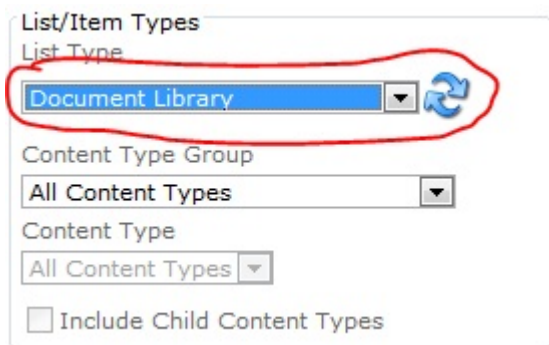 List/Item Types
List Type
Document Library
Content Type Group
All Content Types
Content Type
All Content Types
Include Child Content Types